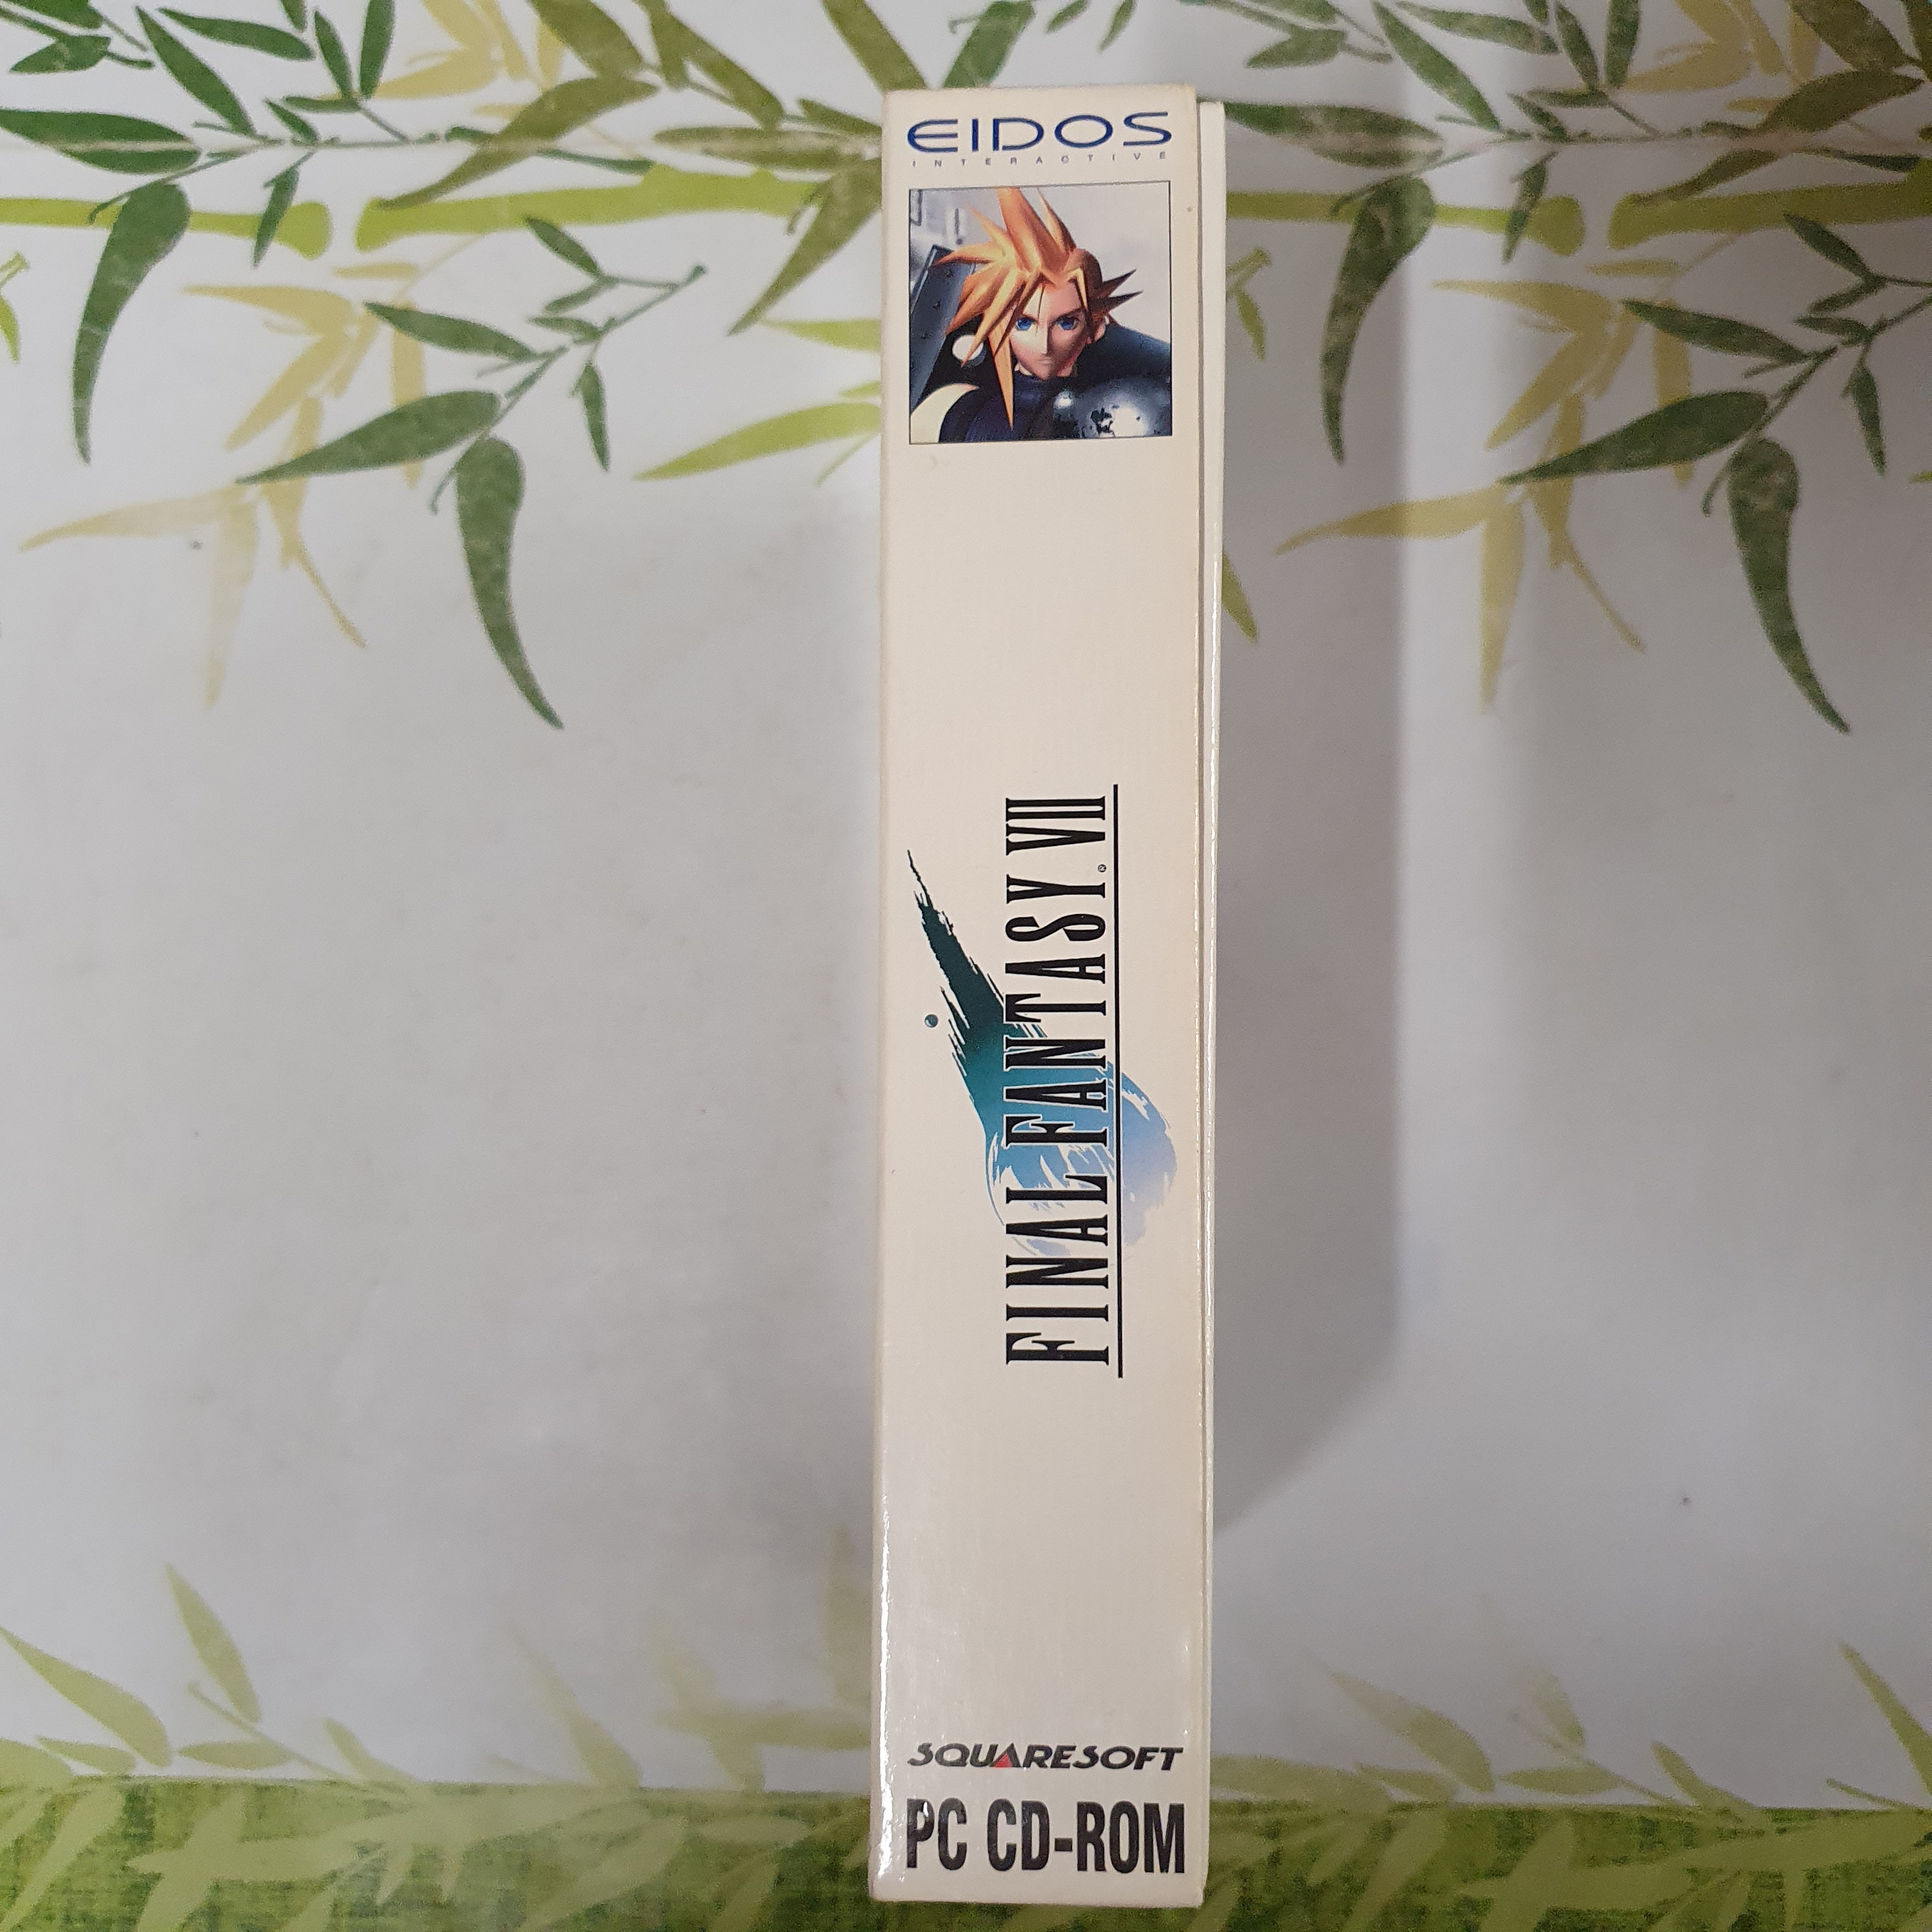 EIDOS
INTERACTIVE
FINAL FANTASY® VII
SQUARESOFT
PC CD-ROM